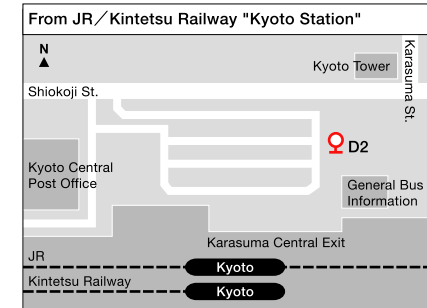 From JR／Kintetsu Railway "Kyoto Station"
N
Kyoto Tower
Karasuma St.
Shiokoji St.
D2
Kyoto Central
Post Office
General Bus
Information
Karasuma Central Exit
JR
Kyoto
Kintetsu Railway
Kyoto